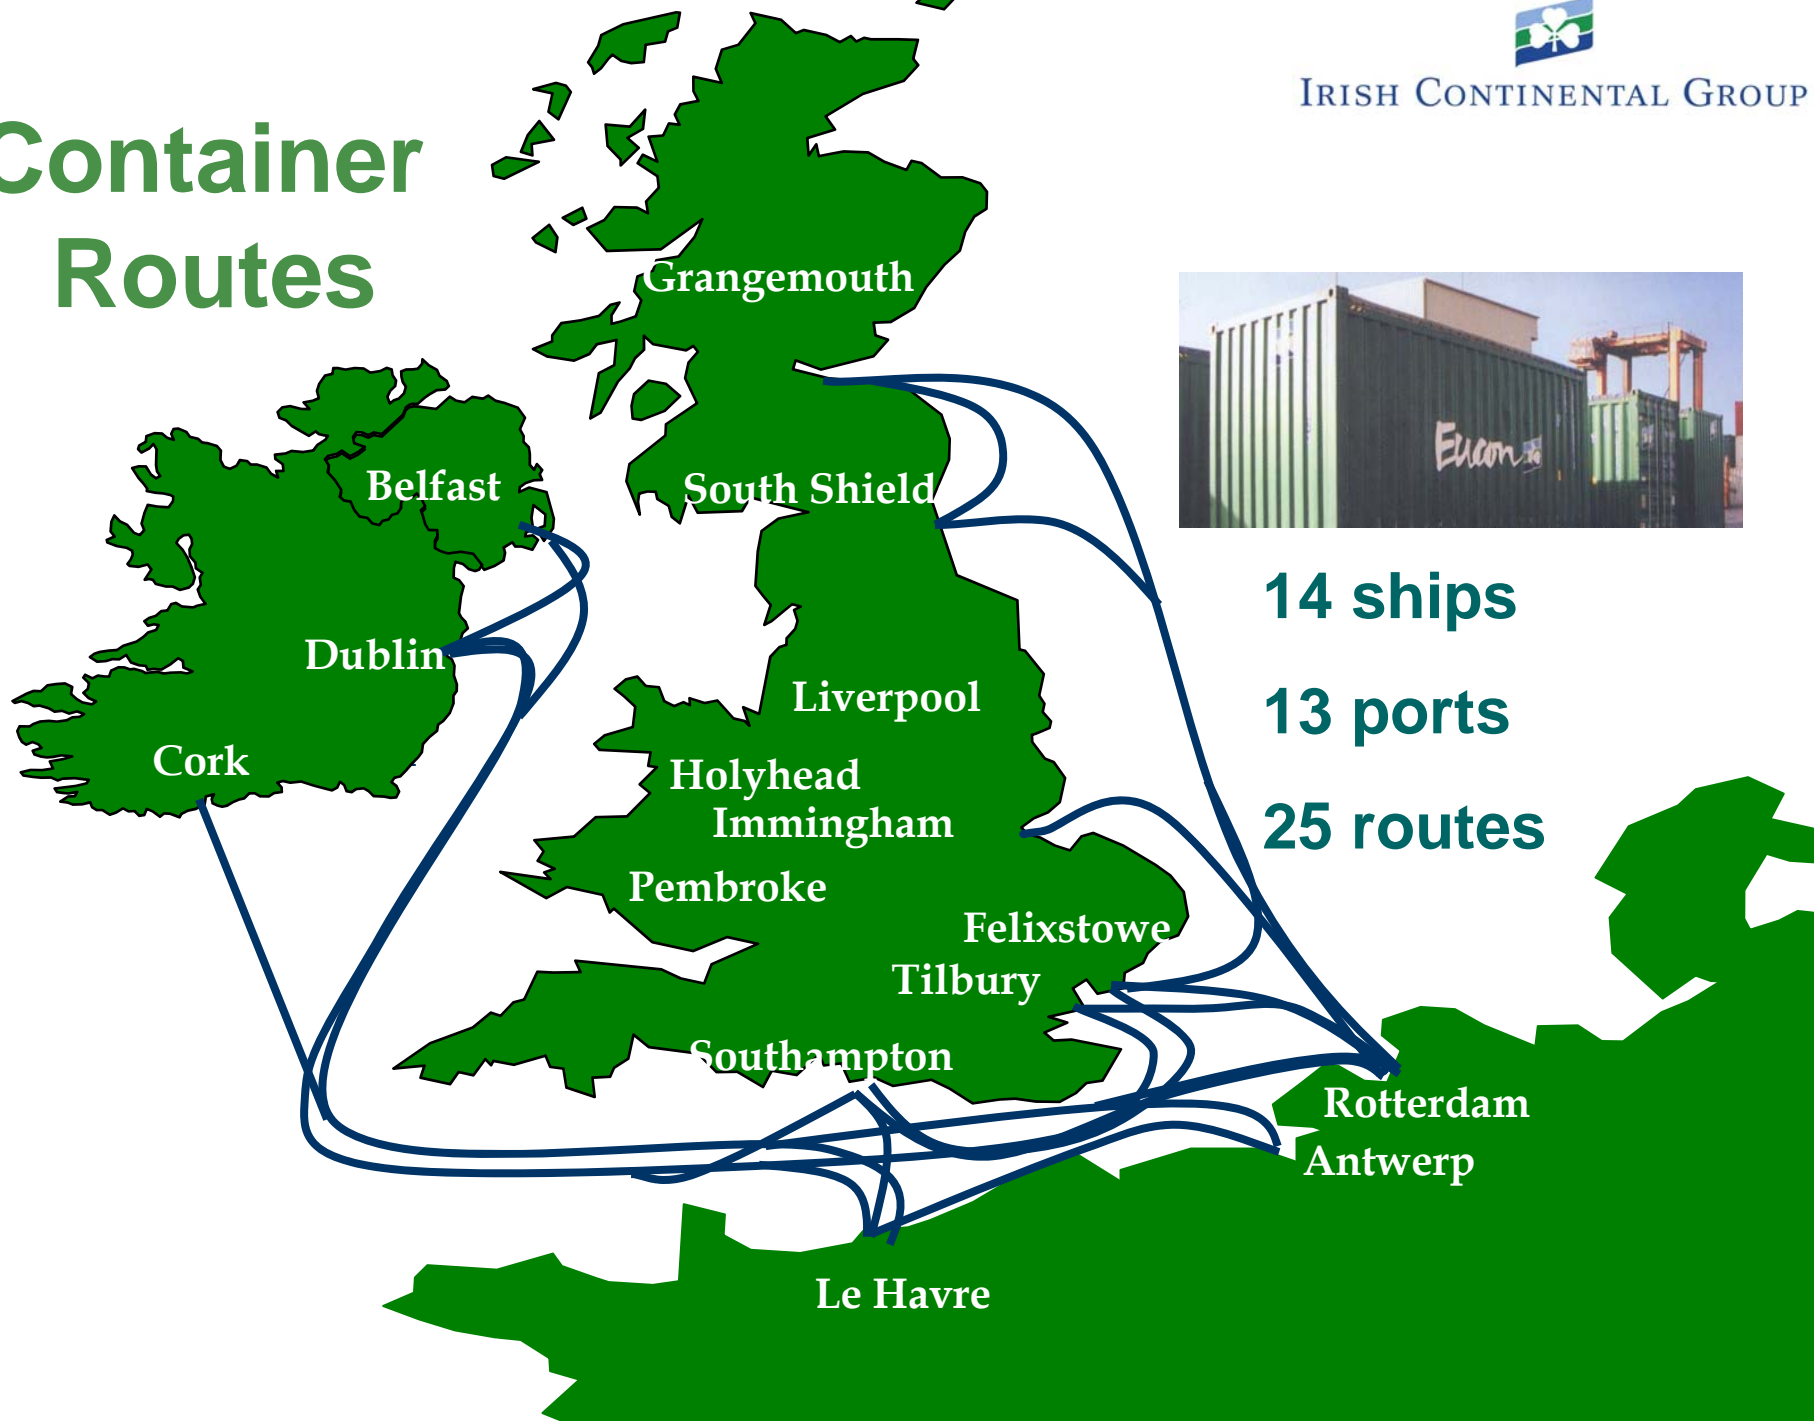 IRISH CONTINENTAL GROUP
Container
Routes
Grangemouth
Eucon
Belfast
South Shield
14 ships
Dublin
Liverpool
13 ports
Cork
Holyhead
Immingham
25 routes
Pembroke
Felixstowe
Tilbury
Southampton
Rotterdam
Antwerp
Le Havre